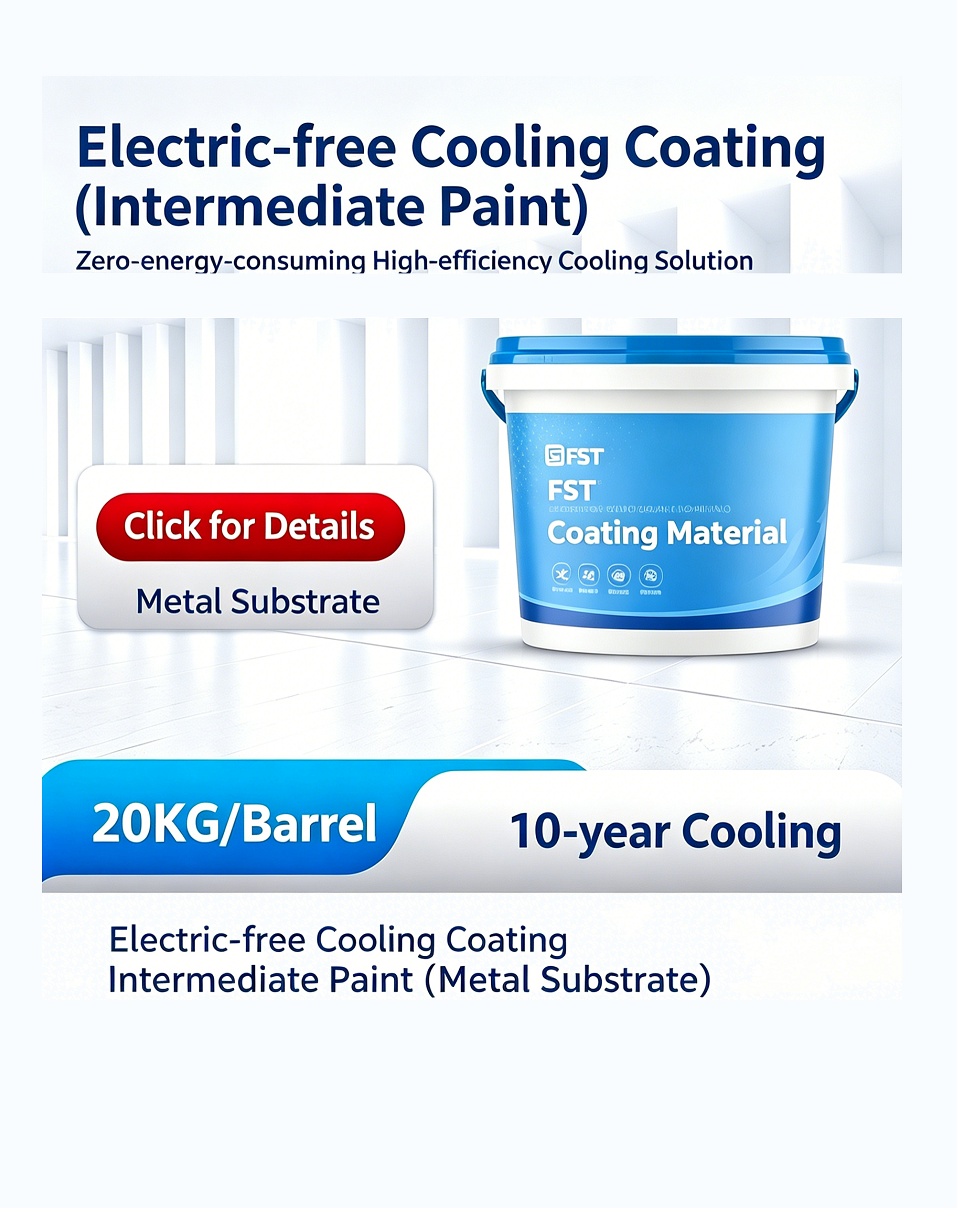 Electric-free Cooling Coating
(Intermediate Paint)
Zero-energy-consuming High-efficiency Cooling Solution
FST
FST
Coating Material
Click for Details
Metal Substrate
20KG/Barrel
10-year Cooling
Electric-free Cooling Coating
Intermediate Paint (Metal Substrate)